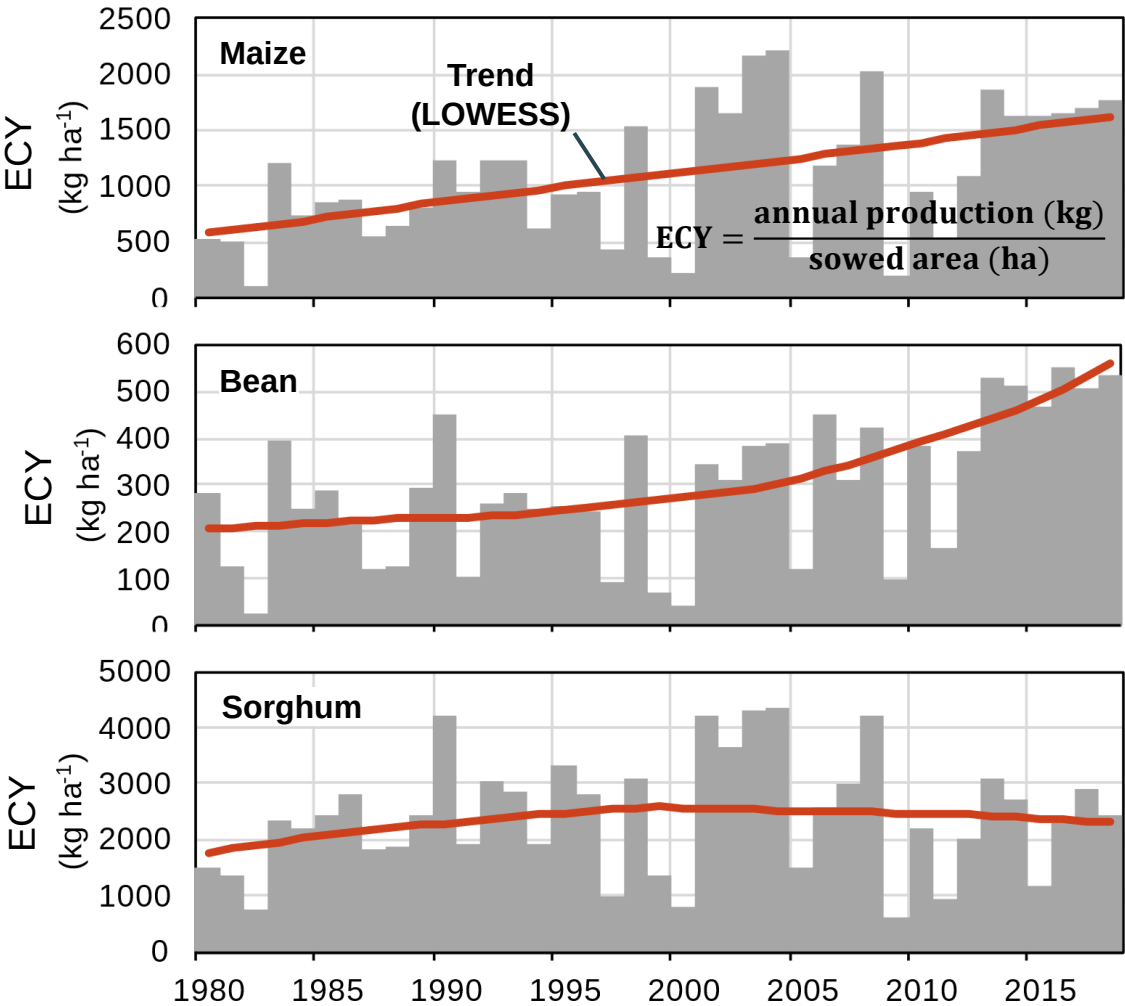 2500
2000
1500
1000
500
0
ECY
(kg ha-1)
Maize
Trend
(LOWESS)
ECY = annual production (kg)
sowed area (ha)
600
500
400
300
200
100
0
ECY
(kg ha-1)
Bean
5000
4000
3000
2000
1000
0
ECY
(kg ha-1)
Sorghum
1980 1985 1990 1995 2000 2005 2010 2015